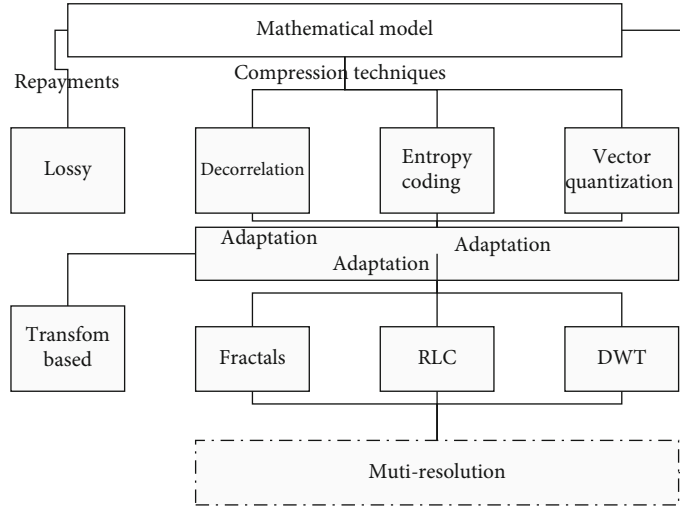 Mathematical model
Repayments
Compression techniques
Lossy
Decorrelation
Entropy
coding
Vector
quantization
Adaptation
Adaptation
Adaptation
Transfom
based
Fractals
RLC
DWT
Muti-resolution